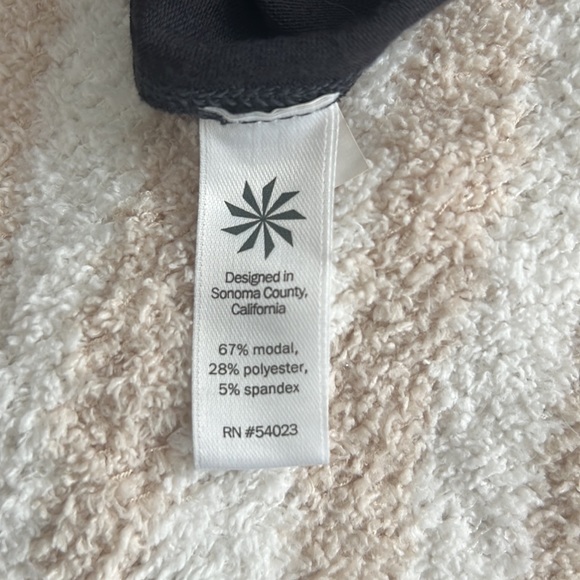 Designed in
Sonoma County,
California
67% modal,
28% polyester,
5% spandex
RN #54023